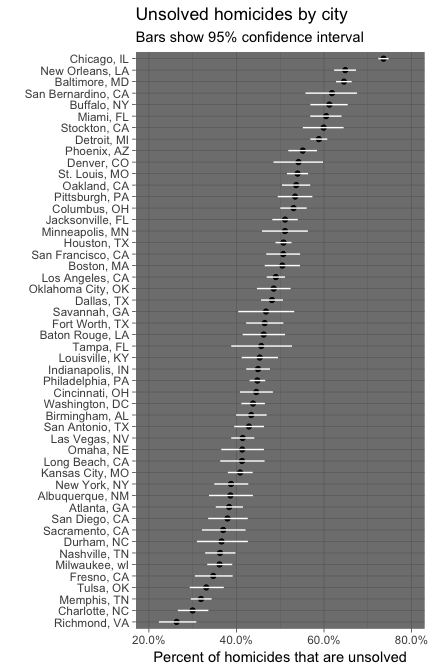 Unsolved homicides by city
Bars show 95% confidence interval
Chicago, IL
New Orleans, LA
Baltimore, MD
San Bernardino, CA
Buffalo, NY
Miami, FL
Stockton, CA
Detroit, MI
Phoenix, AZ
Denver, CO
St. Louis, MO
Oakland, CA
Pittsburgh, PA
Columbus, OH
Jacksonville, FL
Minneapolis, MN
Houston, TX
San Francisco, CA
Boston, MA
Los Angeles, CA
Oklahoma City, OK
Dallas, TX
Savannah, GA
Fort Worth, TX
Baton Rouge, LA
Tampa, FL
Louisville, KY
Indianapolis, IN
Philadelphia, PA
Cincinnati, OH
Washington, DC
Birmingham, AL
San Antonio, TX
Las Vegas, NV
Omaha, NE
Long Beach, CA
Kansas City, MO
New York, NY
Albuquerque, NM
Atlanta, GA
San Diego, CA
Sacramento, CA
Durham, NC
Nashville, TN
Milwaukee, wI
Fresno, CA
Tulsa, OK
Memphis, TN
Charlotte, NC
Richmond, VA
20.0% 40.0% 60.0% 80.0%
Percent of homicides that are unsolved